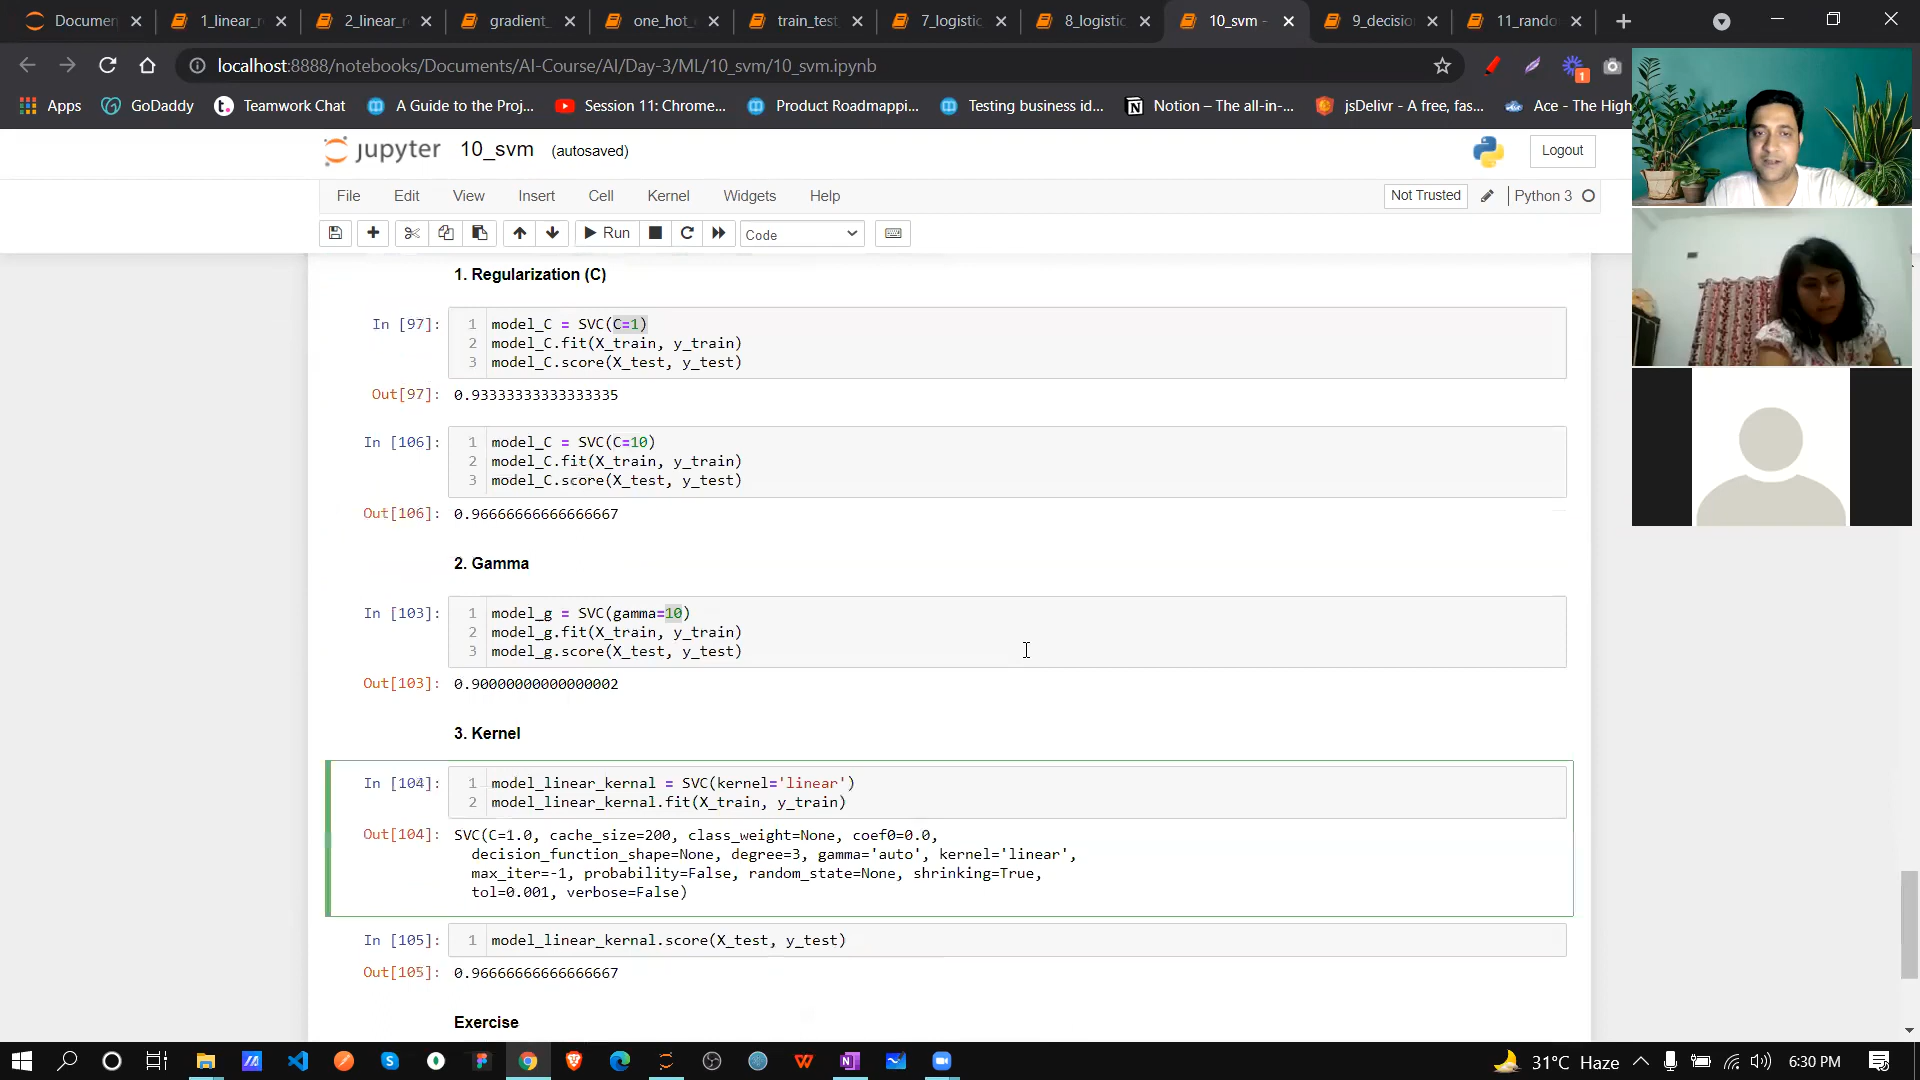 Documen
1_linear_r
2_linear_r
gradient_
one_hot_
train_test
7_logistic
8_logistic
10_svm -
9_decisio
11_rando
localhost:8888/notebooks/Documents/AI-Course/AI/Day-3/ML/10_svm/10_svm.ipynb
1
Apps
GoDaddy
Teamwork Chat
A Guide to the Proj...
Session 11: Chrome...
Product Roadmappi...
Testing business id...
Notion – The all-in-...
jsDelivr - A free, fas...
Ace - The High
jupyter 10_svm (autosaved)
Logout
File Edit View Insert Cell Kernel Widgets Help
Not Trusted
Python 3
Run
Code
1. Regularization (C)
In [97]:
1 model_C = SVC(C=1)
2 model_C.fit(X_train, y_train)
3 model_C.score(X_test, y_test)
Out[97]: 0.93333333333333335
In [106]:
1 model_C = SVC(C=10)
2 model_C.fit(X_train, y_train)
3 model_C.score(X_test, y_test)
Out[106]: 0.96666666666666667
2. Gamma
In [103]:
1 model_g = SVC(gamma=10)
2 model_g.fit(X_train, y_train)
3 model_g.score(X_test, y_test)
Out[103]: 0.90000000000000002
3. Kernel
In [104]:
1 model_linear_kernal = SVC(kernel='linear')
2 model_linear_kernal.fit(X_train, y_train)
Out[104]: SVC(C=1.0, cache_size=200, class_weight=None, coef0=0.0,
decision_function_shape=None, degree=3, gamma='auto', kernel='linear',
max_iter=-1, probability=False, random_state=None, shrinking=True,
tol=0.001, verbose=False)
In [105]:
1 model_linear_kernal.score(X_test, y_test)
Out[105]: 0.96666666666666667
Exercise
31°C Haze
6:30 PM